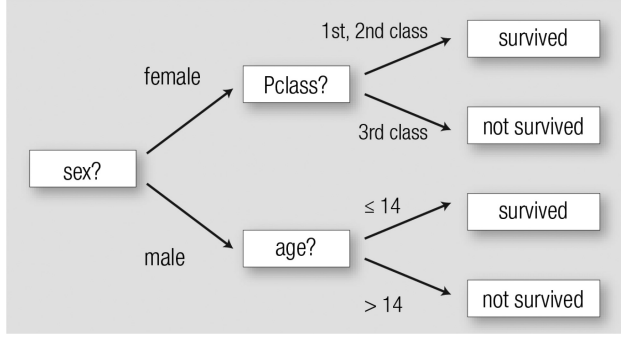 1st, 2nd class
survived
female
Pclass?
3rd class
not survived
sex?
≤ 14
survived
male
age?
> 14
not survived